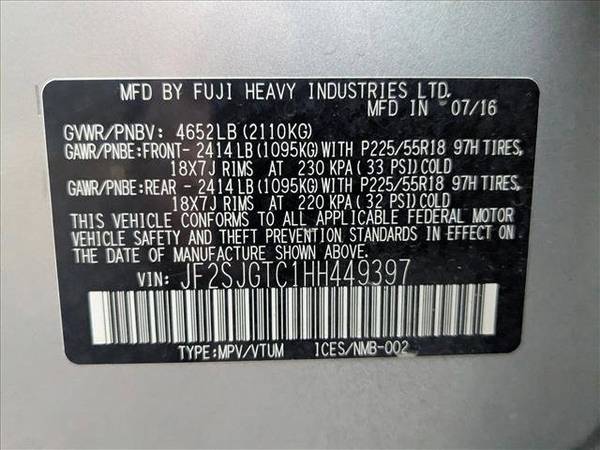 MFD BY FUJI HEAVY INDUSTRIES LTD.
MFD IN 07/16
GVWR/PNBV: 4652LB (2110KG)
GAWR/PNBE:FRONT- 2414 LB (1095KG) WITH P225/55R18 97H TIRES,
18X7J RIMS AT 230 KPA (33 PSI) COLD
GAWR/PNBE:REAR - 2414 LB (1095KG) WITH P225/55R18 97H TIRES,
18X7J RIMS AT 220 KPA (32 PSI) COLD
THIS VEHICLE CONFORMS TO ALL APPLICABLE FEDERAL MOTOR
VEHICLE SAFETY AND THEFT PREVENTION STANDARDS IN EFFECT ON
THE DATE OF MANUFACTURE SHOWN ABOVE.
VIN: JF2SJGTC1HH449397
TYPE:MPV/VTUM ICES/NMB-002